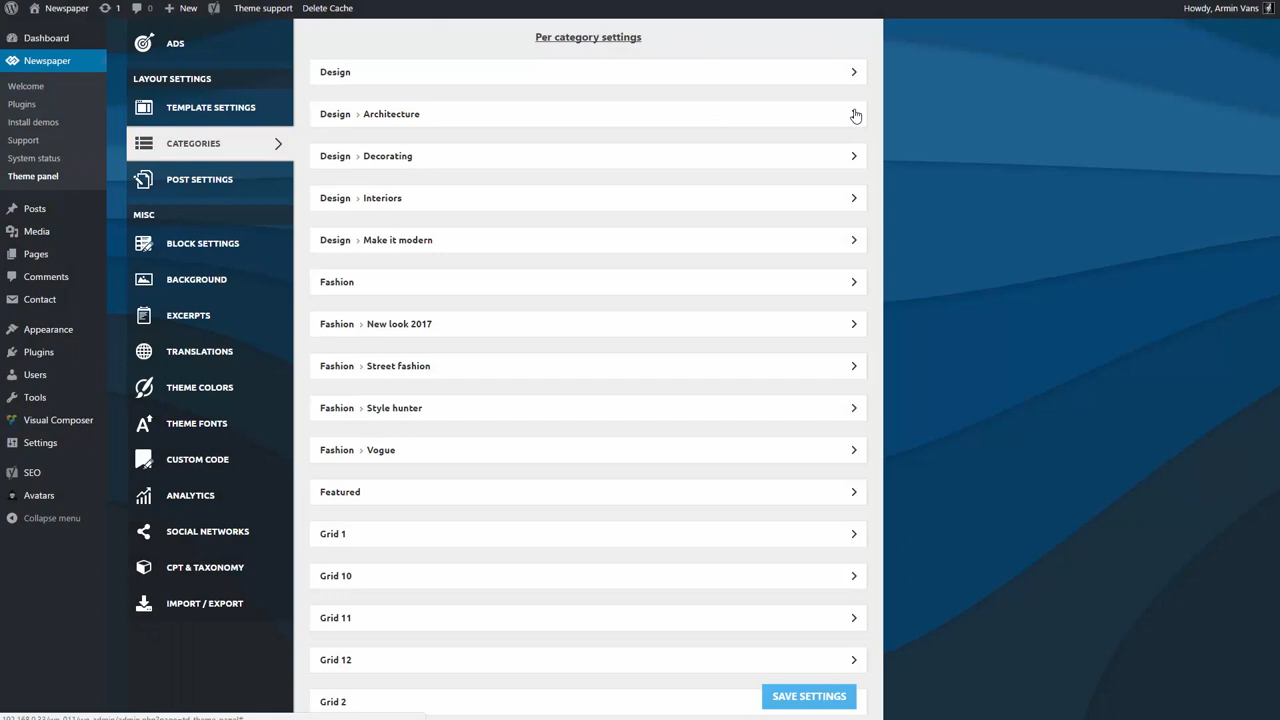 Newspaper 1 0 + New Theme support Delete Cache Howdy, Armin Vans
Dashboard
Newspaper
Welcome
Plugins
Install demos
Support
System status
Theme panel
Posts
Media
Pages
Comments
Contact
Appearance
Plugins
Users
Tools
Visual Composer
Settings
SEO
Avatars
Collapse menu
ADS
LAYOUT SETTINGS
TEMPLATE SETTINGS
CATEGORIES
POST SETTINGS
MISC
BLOCK SETTINGS
BACKGROUND
EXCERPTS
TRANSLATIONS
THEME COLORS
THEME FONTS
CUSTOM CODE
ANALYTICS
SOCIAL NETWORKS
CPT & TAXONOMY
IMPORT / EXPORT
Per category settings
Design
Design › Architecture
Design › Decorating
Design › Interiors
Design › Make it modern
Fashion
Fashion › New look 2017
Fashion › Street fashion
Fashion › Style hunter
Fashion › Vogue
Featured
Grid 1
Grid 10
Grid 11
Grid 12
Grid 2
SAVE SETTINGS